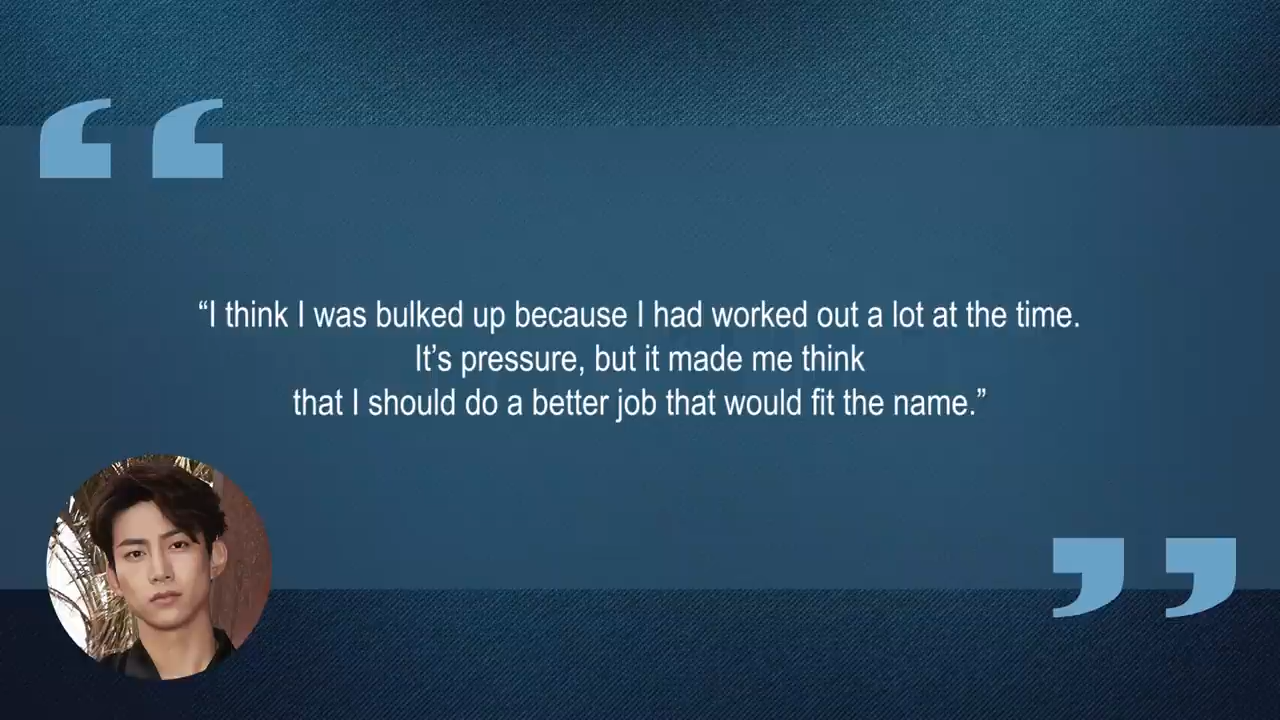 “I think I was bulked up because I had worked out a lot at the time.
It’s pressure, but it made me think
that I should do a better job that would fit the name.”